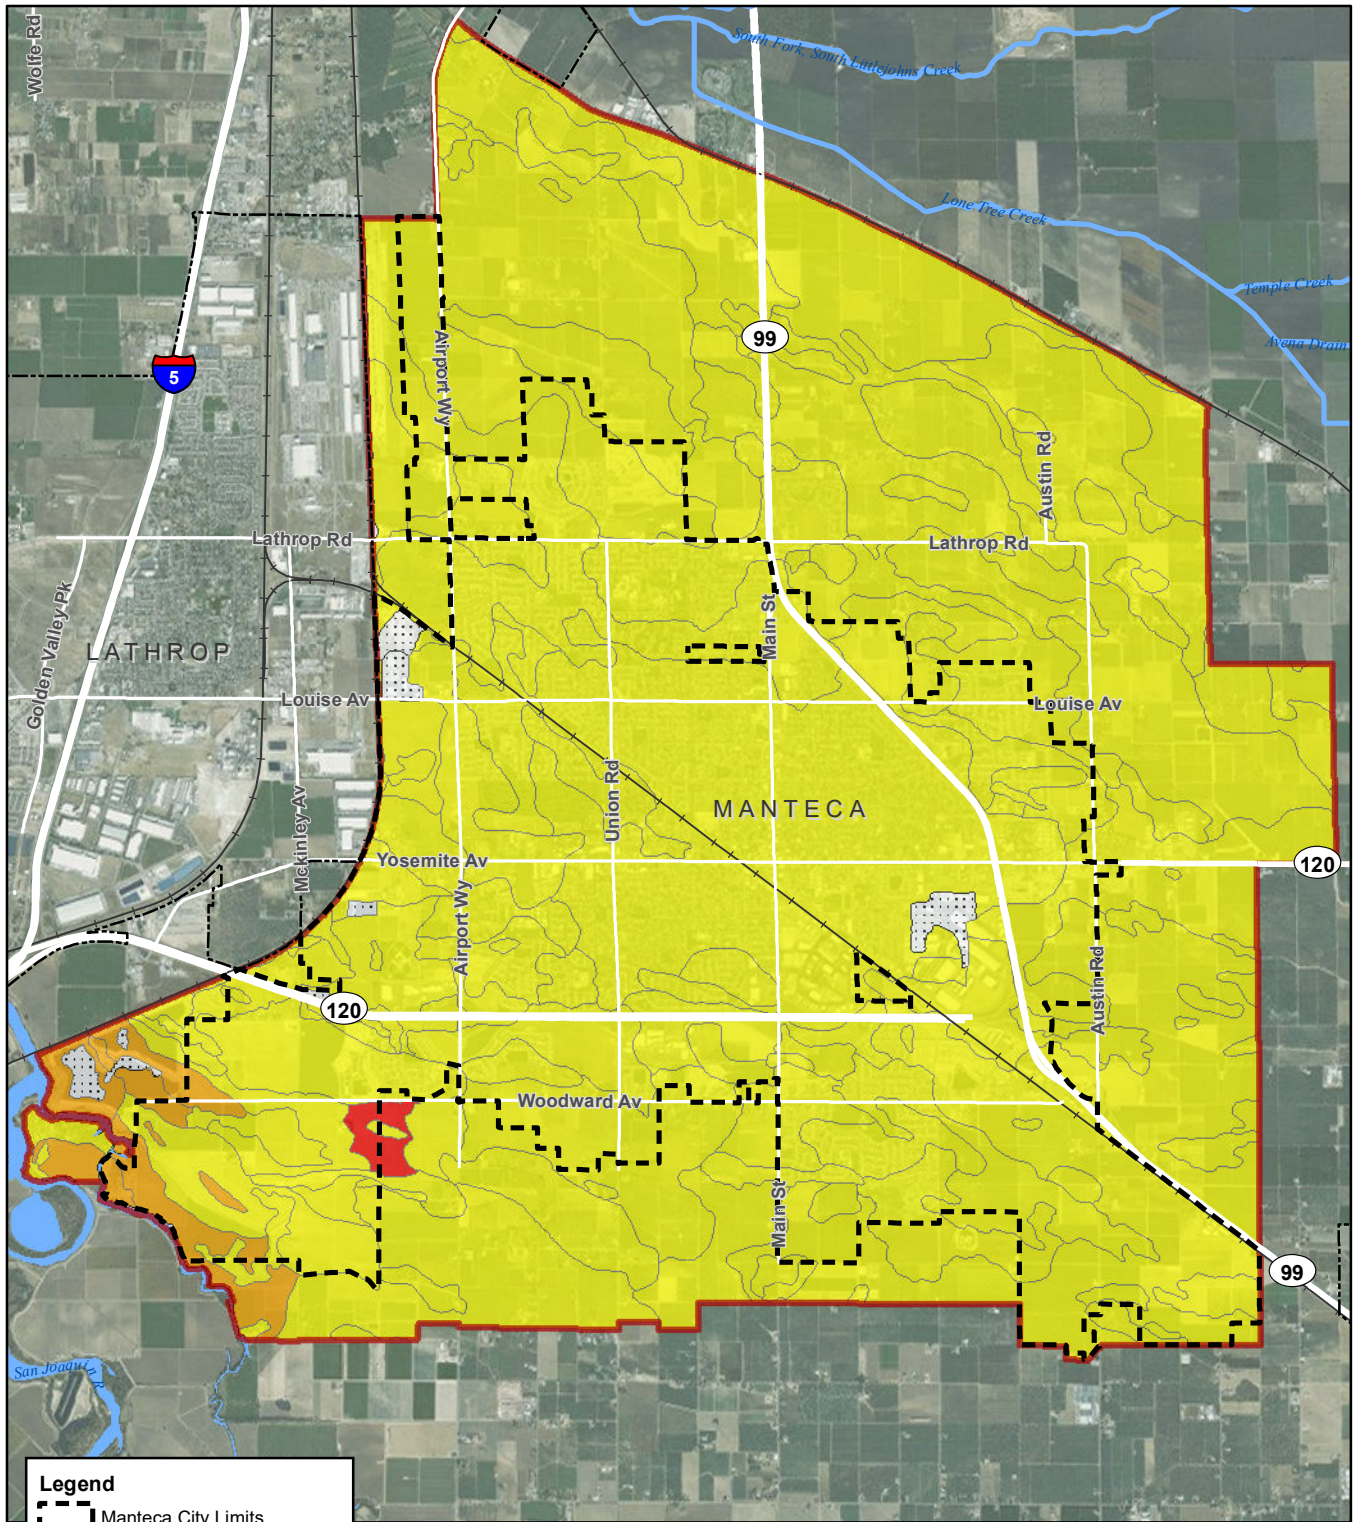 Wolfe Rd
South Fork, South Littlejohns Creek
Lone Tree Creek
Temple Creek
Avena Drain
99
5
Airport Wy
Austin Rd
Lathrop Rd
Lathrop Rd
Golden Valley Pk
LATHROP
Main St
Louise Av
Louise Av
Union Rd
MANTECA
Mckinley Av
Yosemite Av
120
Airport Wy
Austin Rd
120
Woodward Av
Main St
99
San Joaquin R
Legend
Manteca City Limits